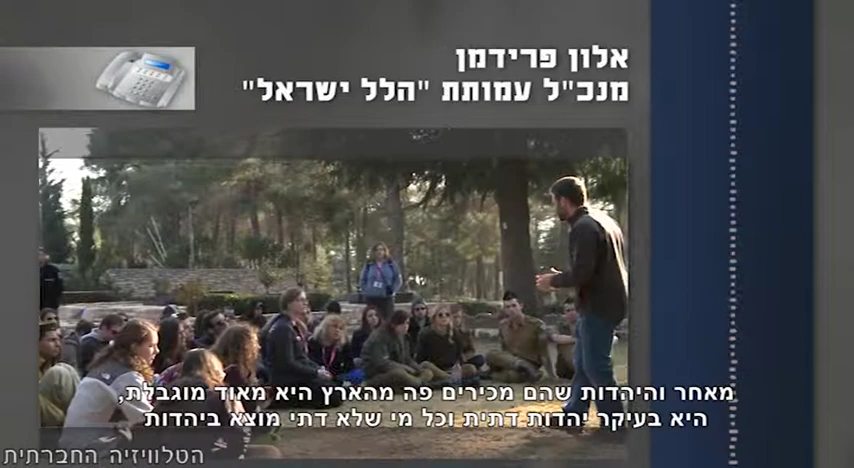 אלון פרידמן
מנכ"ל עמותת "הלל ישראל"
מאחר והיהדות שהם מכירים פה מהארץ היא מאוד מוגבלת,
היא בעיקר יהדות דתית וכל מי שלא דתי מוצא ביהדות
הטלוויזיה החברתית